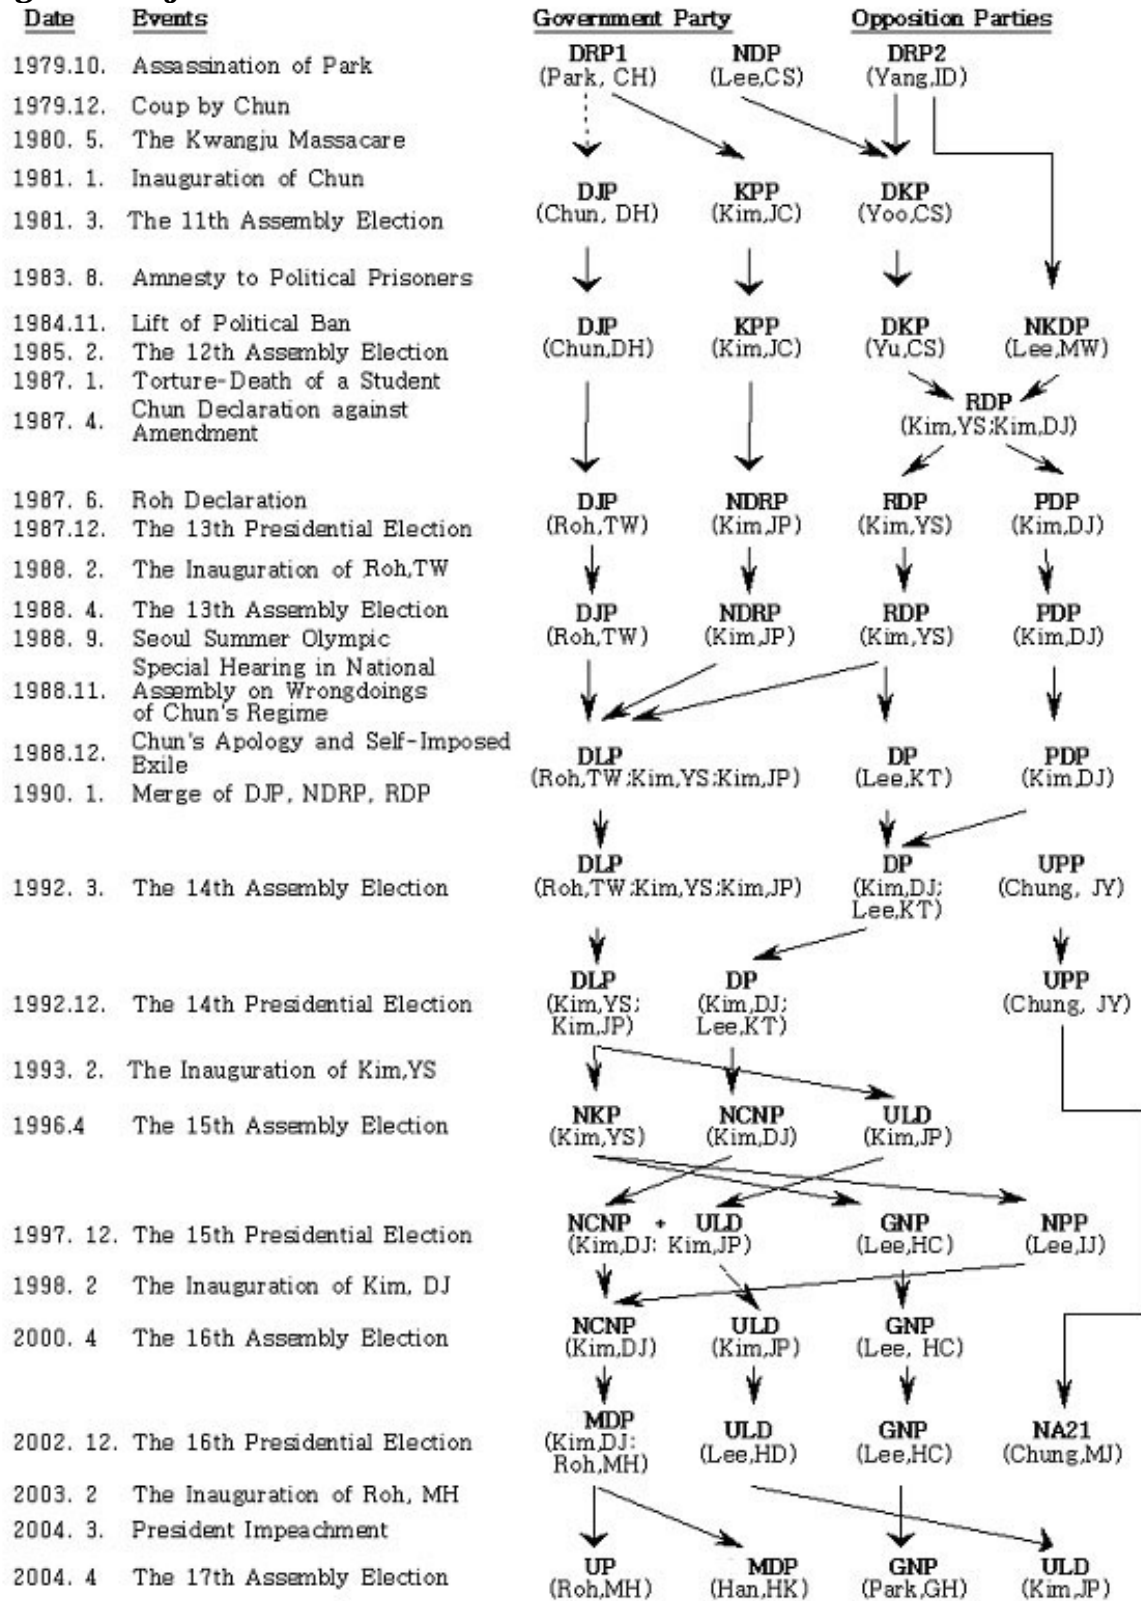 Date Events Government Party Opposition Parties
DRP1 NDP DRP2
1979.10. Assassination of Park (Park, CH) (Lee,CS) (Yang,ID)
1979.12. Coup by Chun
1980. 5. The Kwangju Massacare
1981. 1. Inauguration of Chun
DJP KPP DKP
(Chun, DH) (Kim,JC) (Yoo,CS)
1981. 3. The 11th Assembly Election
1983. 8. Amnesty to Political Prisoners
1984.11. Lift of Political Ban
DJP KPP DKP NKDP
1985. 2. The 12th Assembly Election (Chun,DH) (Kim,JC) (Yu,CS) (Lee,MW)
1987. 1. Torture-Death of a Student
RDP
1987. 4. Chun Declaration against
Amendment
(Kim,YS;Kim,DJ)
1987. 6. Roh Declaration DJP NDRP RDP PDP
1987.12. The 13th Presidential Election (Roh,TW) (Kim,JP) (Kim,YS) (Kim,DJ)
1988. 2. The Inauguration of Roh,TW
1988. 4. The 13th Assembly Election DJP NDRP RDP PDP
1988. 9. Seoul Summer Olympic (Roh,TW) (Kim,JP) (Kim,YS) (Kim,DJ)
1988.11. Special Hearing in National
Assembly on Wrongdoings
of Chun's Regime
1988.12. Chun's Apology and Self-Imposed
Exile
DLP DP PDP
(Roh,TW;Kim,YS;Kim,JP) (Lee,KT) (Kim,DJ)
1990. 1. Merge of DJP, NDRP, RDP
DLP DP UPP
1992. 3. The 14th Assembly Election (Roh,TW;Kim,YS;Kim,JP) (Kim,DJ; (Chung, JY)
Lee,KT)
DLP DP UPP
1992.12. The 14th Presidential Election (Kim,YS; (Kim,DJ; (Chung, JY)
Kim,JP) Lee,KT)
1993. 2. The Inauguration of Kim,YS
NKP NCNP ULD
1996.4 The 15th Assembly Election (Kim,YS) (Kim,DJ) (Kim,JP)
NCNP + ULD GNP NPP
1997. 12. The 15th Presidential Election (Kim,DJ: Kim,JP) (Lee,HC) (Lee,IJ)
1998. 2 The Inauguration of Kim, DJ
NCNP ULD GNP
2000. 4 The 16th Assembly Election (Kim,DJ) (Kim,JP) (Lee, HC)
MDP ULD GNP NA21
2002. 12. The 16th Presidential Election (Kim,DJ: (Lee,HD) (Lee,HC) (Chung,MJ)
Roh,MH)
2003. 2 The Inauguration of Roh, MH
2004. 3. President Impeachment
UP MDP GNP ULD
2004. 4 The 17th Assembly Election (Roh,MH) (Han,HK) (Park,GH) (Kim,JP)